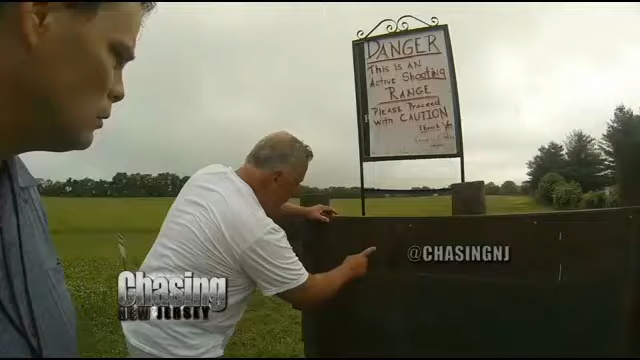 DANGER
This is AN
Active Shooting
RANGE
Please Proceed
with CAUTION
Thank
@CHASINGNJ
Chasing
NEW JERSEY